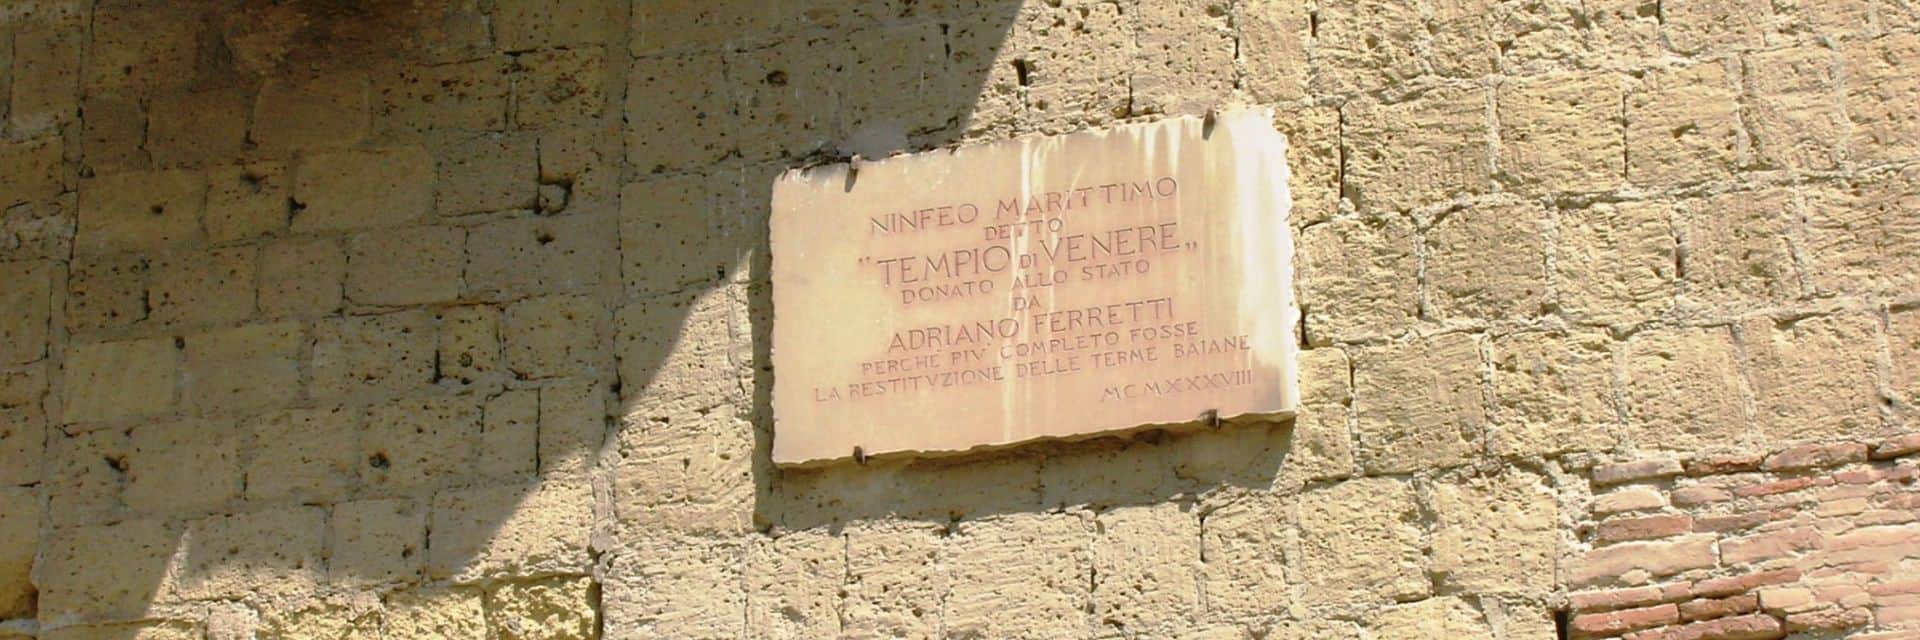 NINFEO MARITTIMO
DETTO
"TEMPIO DI VENERE„
DONATO ALLO STATO
DA
ADRIANO FERRETTI
PERCHÉ PIV COMPLETO FOSSE
LA RESTITVZIONE DELLE TERME BAIANE
MCMXXXVIII